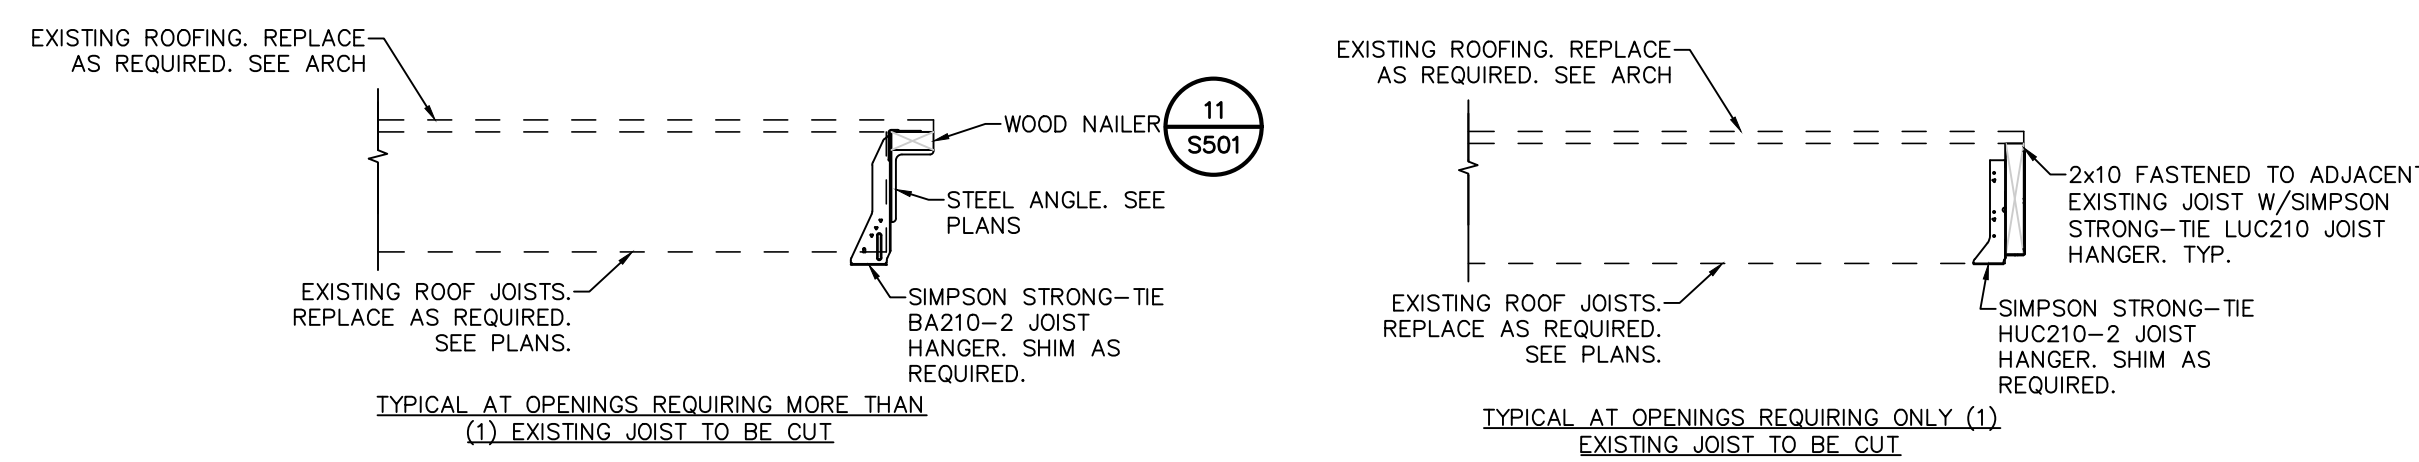 EXISTING ROOFING. REPLACE
AS REQUIRED. SEE ARCH
WOOD NAILER
11
S501
STEEL ANGLE. SEE
PLANS
EXISTING ROOF JOISTS.
REPLACE AS REQUIRED.
SEE PLANS.
SIMPSON STRONG-TIE
BA210-2 JOIST
HANGER. SHIM AS
REQUIRED.
TYPICAL AT OPENINGS REQUIRING MORE THAN
(1) EXISTING JOIST TO BE CUT
EXISTING ROOFING. REPLACE
AS REQUIRED. SEE ARCH
2x10 FASTENED TO ADJACENT
EXISTING JOIST W/SIMPSON
STRONG-TIE LUC210 JOIST
HANGER. TYP.
EXISTING ROOF JOISTS.
REPLACE AS REQUIRED.
SEE PLANS.
SIMPSON STRONG-TIE
HUC210-2 JOIST
HANGER. SHIM AS
REQUIRED.
TYPICAL AT OPENINGS REQUIRING ONLY (1)
EXISTING JOIST TO BE CUT